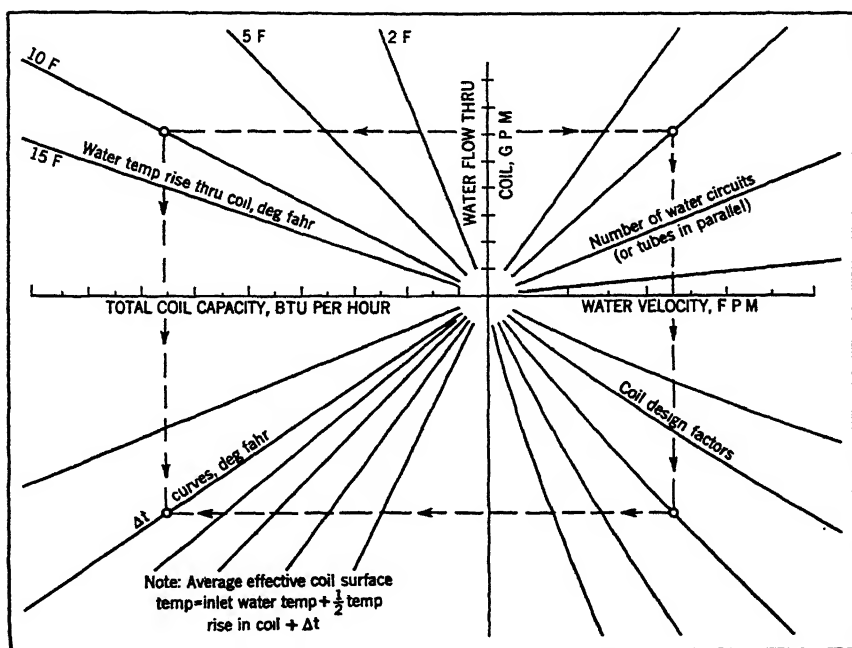 5 F
2 F
10 F
15 F
Water temp rise thru coil, deg fahr
WATER FLOW THRU
COIL, G P M
Number of water circuits
(or tubes in parallel)
TOTAL COIL CAPACITY, BTU PER HOUR
WATER VELOCITY, F P M
Coil design factors
Δt curves, deg fahr
Note: Average effective coil surface
temp=inlet water temp + 1/2 temp
rise in coil + Δt